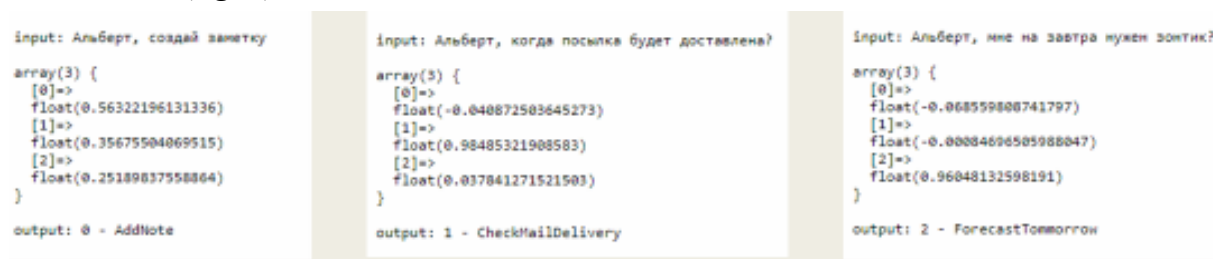 input: Альберт, создай заметку
array(3) {
[0]=>
float(0.56322196131336)
[1]=>
float(0.35675504069515)
[2]=>
float(0.25189837558864)
}
output: 0 - AddNote
input: Альберт, когда посылка будет доставлена?
array(3) {
[0]=>
float(-0.040872503645273)
[1]=>
float(0.98485321908583)
[2]=>
float(0.037841271521503)
}
output: 1 - CheckMailDelivery
input: Альберт, мне на завтра нужен зонтик?
array(3) {
[0]=>
float(-0.068559808741797)
[1]=>
float(-0.00084696505988047)
[2]=>
float(0.96048132598191)
}
output: 2 - ForecastTommorrow